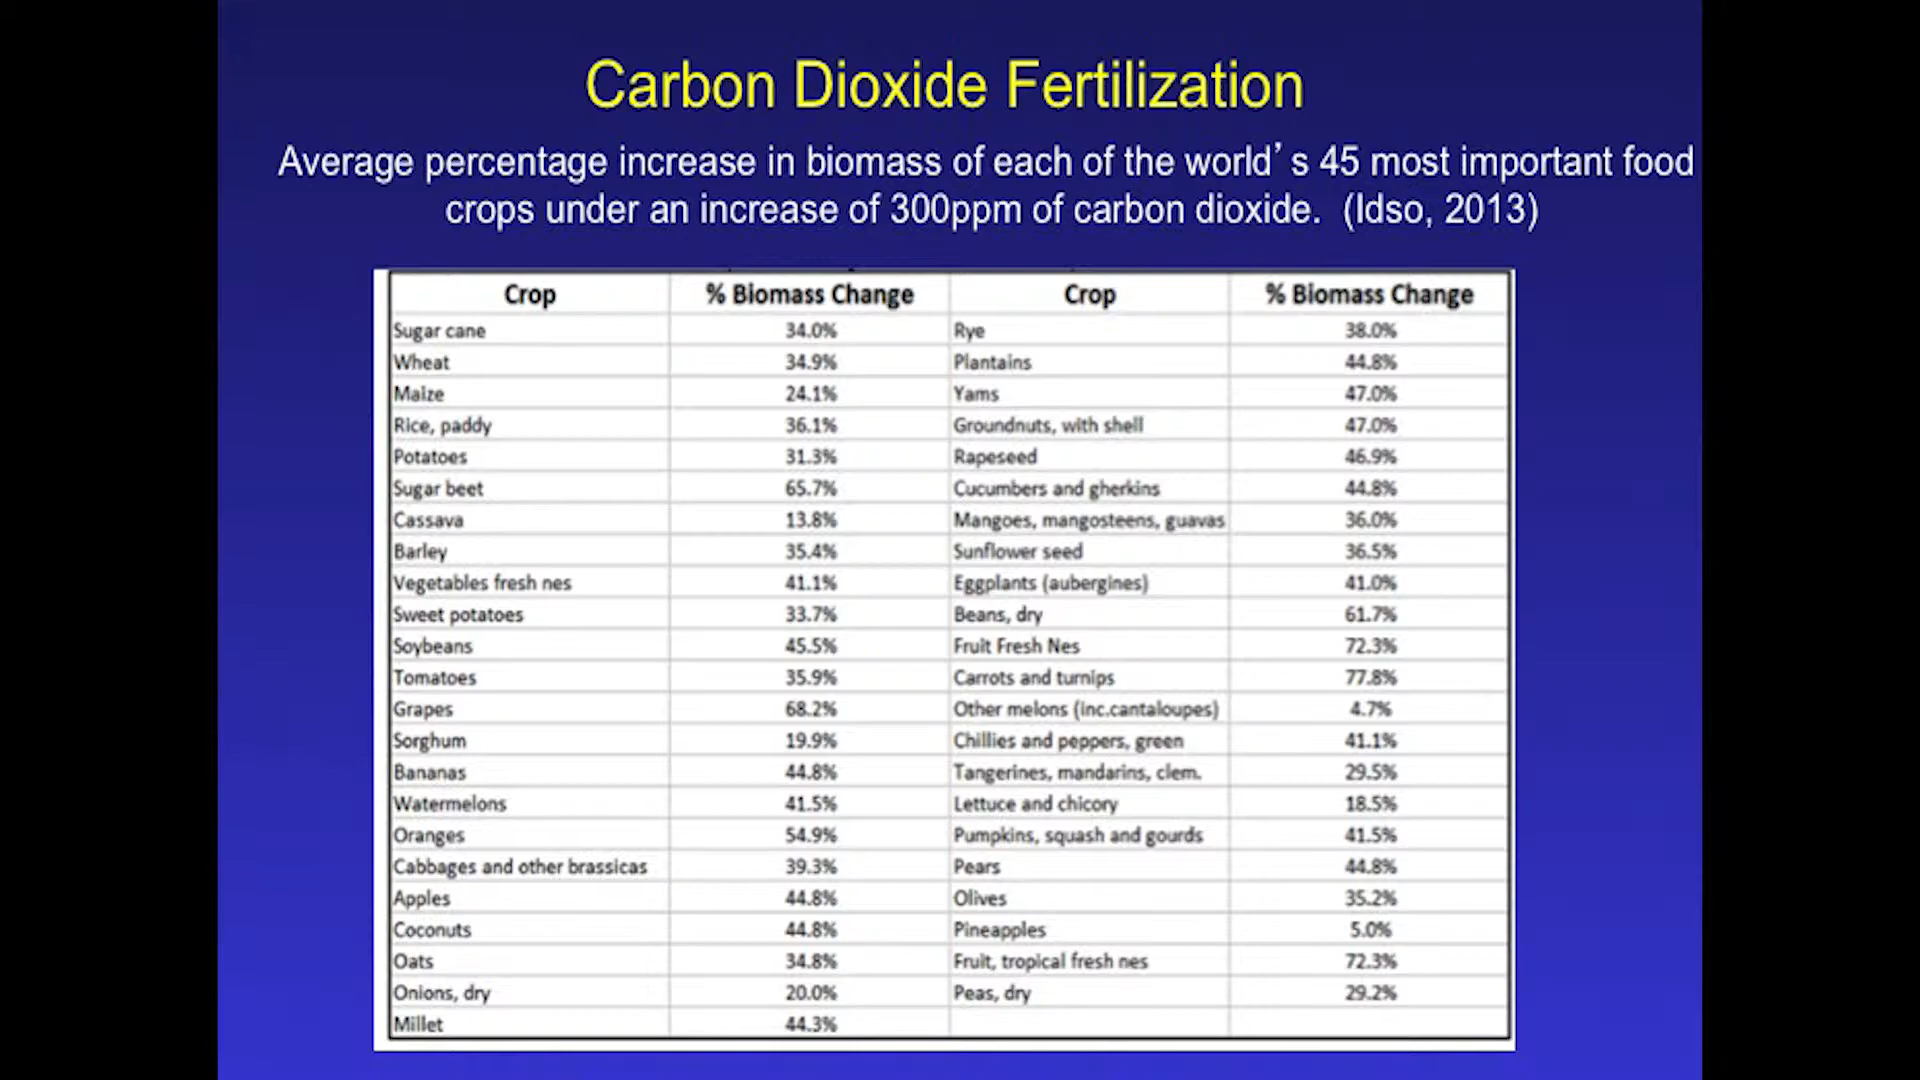 Carbon Dioxide Fertilization
Average percentage increase in biomass of each of the world's 45 most important food
crops under an increase of 300ppm of carbon dioxide. (Idso, 2013)
Crop % Biomass Change Crop % Biomass Change
Sugar cane 34.0% Rye 38.0%
Wheat 34.9% Plantains 44.8%
Maize 24.1% Yams 47.0%
Rice, paddy 36.1% Groundnuts, with shell 47.0%
Potatoes 31.3% Rapeseed 46.9%
Sugar beet 65.7% Cucumbers and gherkins 44.8%
Cassava 13.8% Mangoes, mangosteens, guavas 36.0%
Barley 35.4% Sunflower seed 36.5%
Vegetables fresh nes 41.1% Eggplants (aubergines) 41.0%
Sweet potatoes 33.7% Beans, dry 61.7%
Soybeans 45.5% Fruit Fresh Nes 72.3%
Tomatoes 35.9% Carrots and turnips 77.8%
Grapes 68.2% Other melons (inc.cantaloupes) 4.7%
Sorghum 19.9% Chillies and peppers, green 41.1%
Bananas 44.8% Tangerines, mandarins, clem. 29.5%
Watermelons 41.5% Lettuce and chicory 18.5%
Oranges 54.9% Pumpkins, squash and gourds 41.5%
Cabbages and other brassicas 39.3% Pears 44.8%
Apples 44.8% Olives 35.2%
Coconuts 44.8% Pineapples 5.0%
Oats 34.8% Fruit, tropical fresh nes 72.3%
Onions, dry 20.0% Peas, dry 29.2%
Millet 44.3%